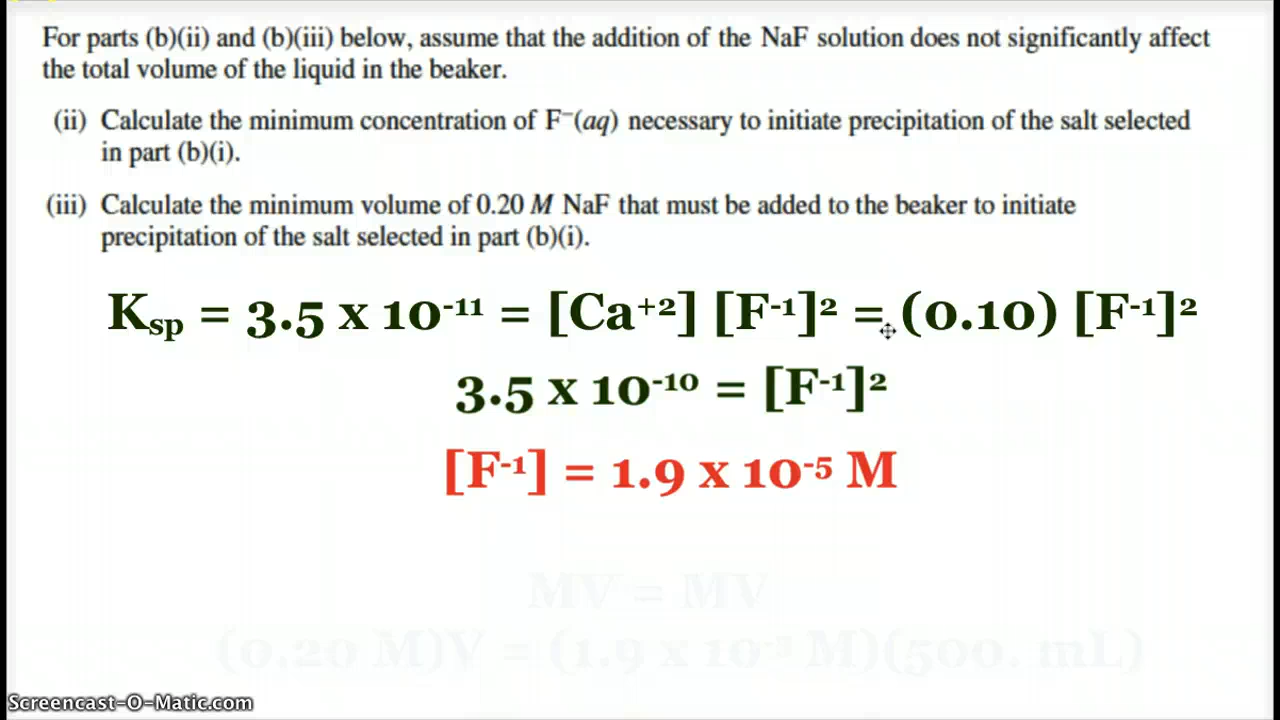 For parts (b)(ii) and (b)(iii) below, assume that the addition of the NaF solution does not significantly affect
the total volume of the liquid in the beaker.
(ii) Calculate the minimum concentration of F⁻(aq) necessary to initiate precipitation of the salt selected
in part (b)(i).
(iii) Calculate the minimum volume of 0.20 M NaF that must be added to the beaker to initiate
precipitation of the salt selected in part (b)(i).
Kₛₚ = 3.5 x 10⁻¹¹ = [Ca⁺²] [F⁻¹]² = (0.10) [F⁻¹]²
3.5 x 10⁻¹⁰ = [F⁻¹]²
[F⁻¹] = 1.9 x 10⁻⁵ M
MV = MV
(0.20 M)V = (1.9 x 10⁻⁵ M)(500. mL)
Screencast-O-Matic.com